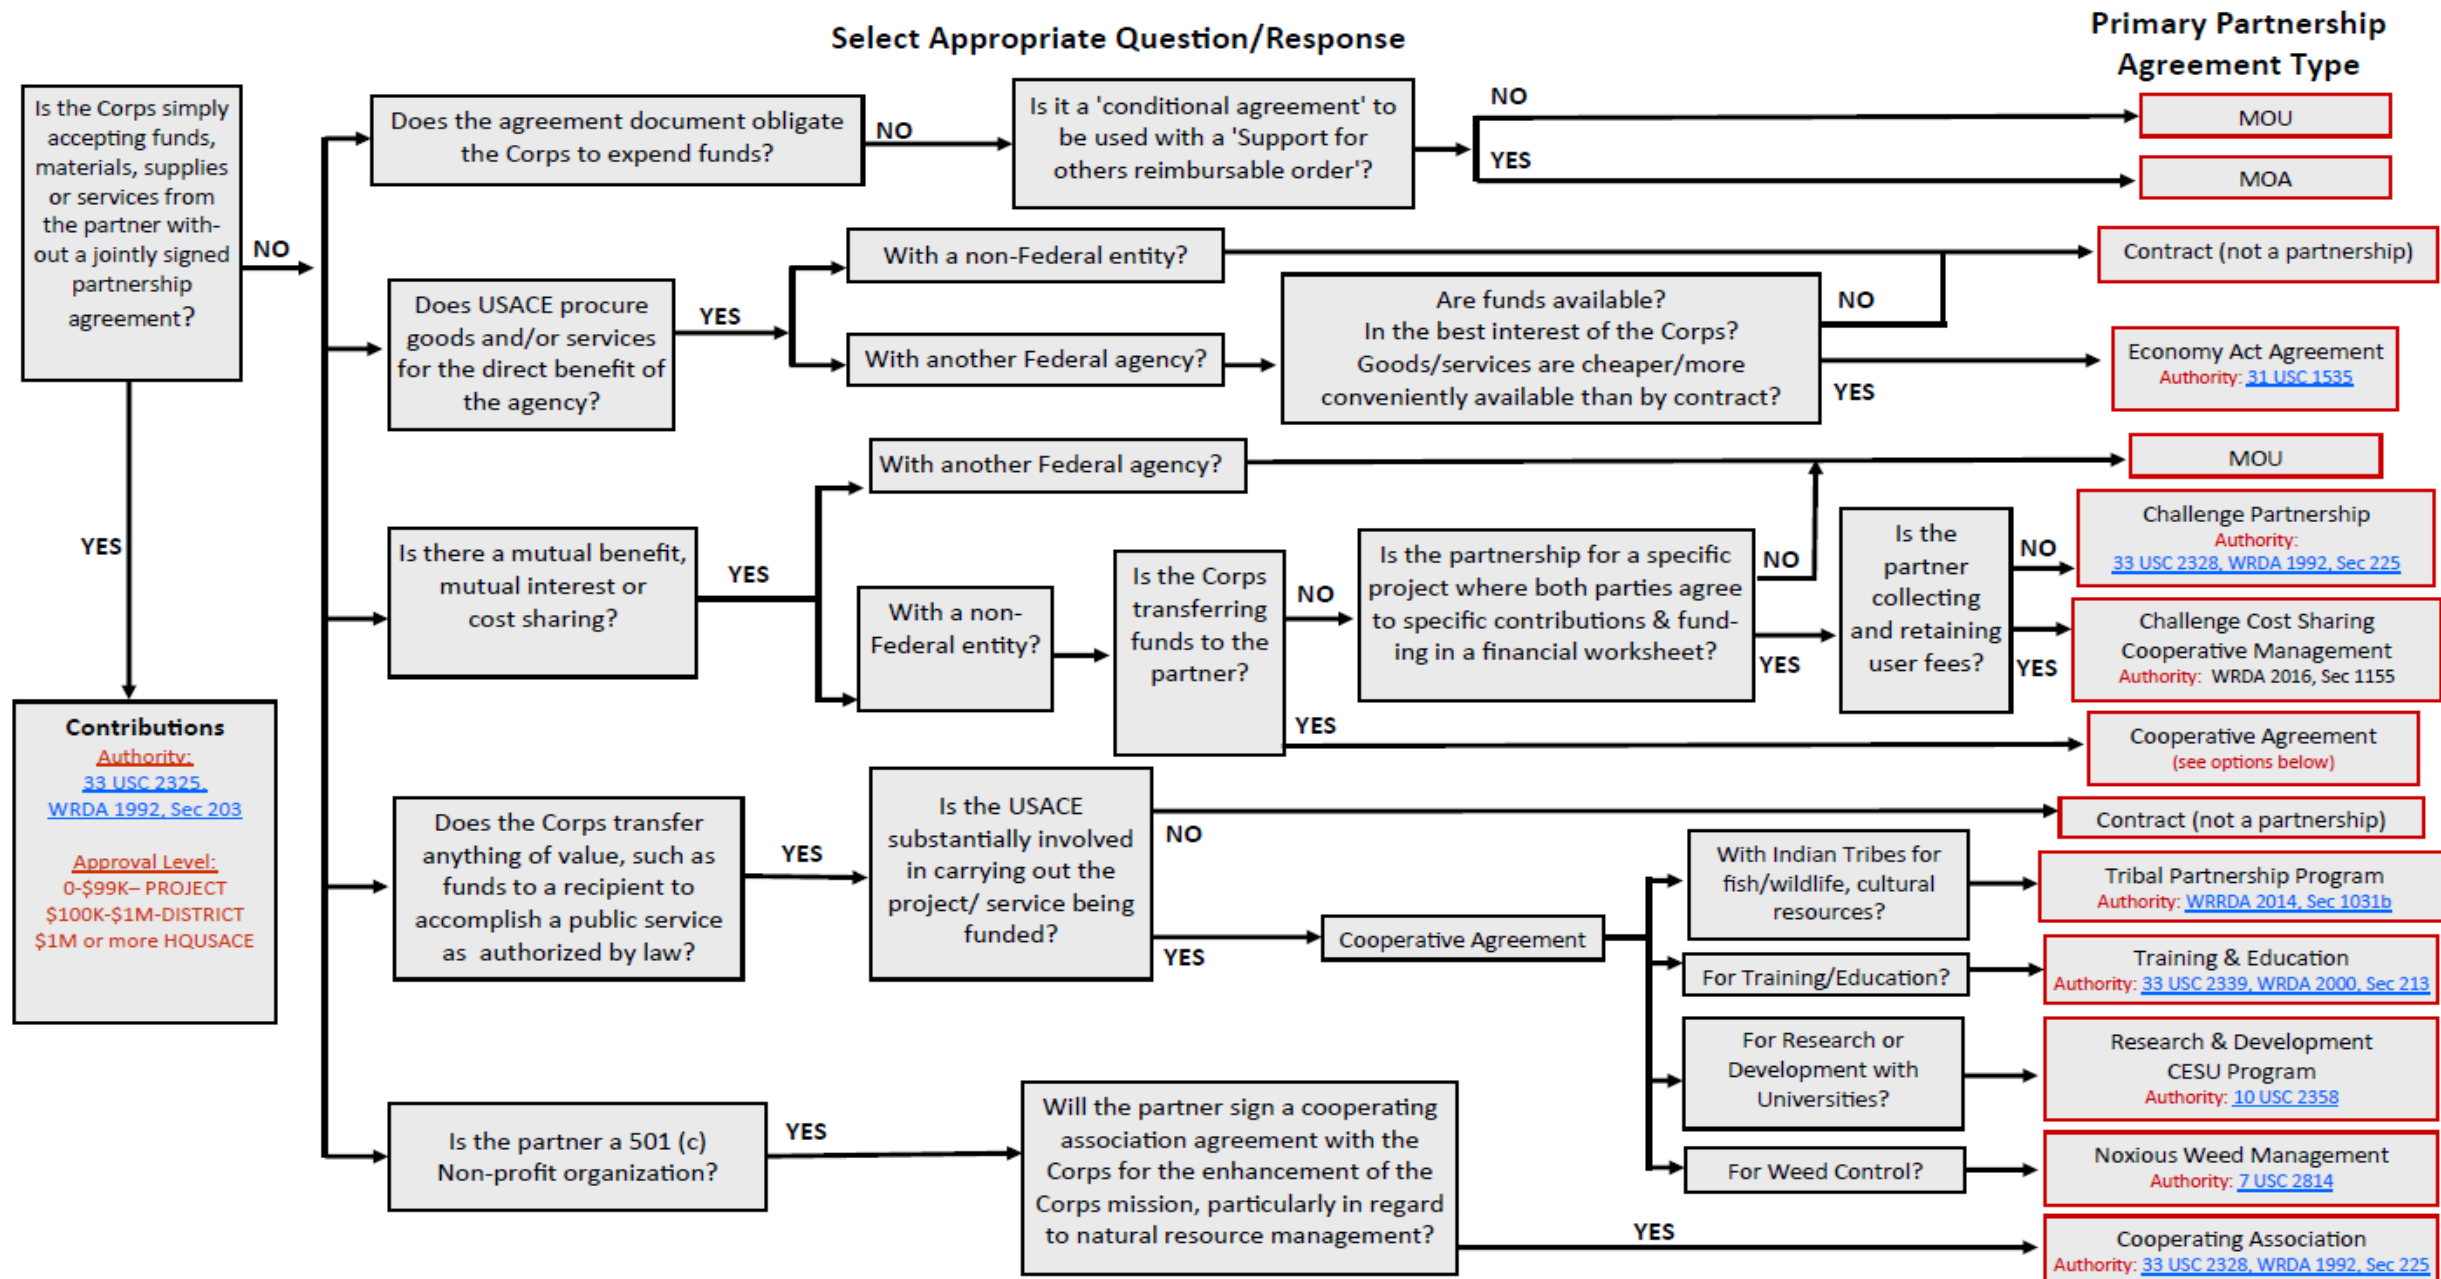 Select Appropriate Question/Response
Primary Partnership
Agreement Type
Is the Corps simply
accepting funds,
materials, supplies
or services from
the partner with-
out a jointly signed
partnership
agreement?
NO
YES
Contributions
Authority:
33 USC 2325,
WRDA 1992, Sec 203
Approval Level:
0-$99K– PROJECT
$100K-$1M-DISTRICT
$1M or more HQUSACE
Does the agreement document obligate
the Corps to expend funds?
NO
Is it a 'conditional agreement' to
be used with a 'Support for
others reimbursable order'?
NO
YES
MOU
MOA
Does USACE procure
goods and/or services
for the direct benefit of
the agency?
YES
With a non-Federal entity?
With another Federal agency?
Are funds available?
In the best interest of the Corps?
Goods/services are cheaper/more
conveniently available than by contract?
NO
YES
Contract (not a partnership)
Economy Act Agreement
Authority: 31 USC 1535
Is there a mutual benefit,
mutual interest or
cost sharing?
YES
With another Federal agency?
With a non-
Federal entity?
Is the Corps
transferring
funds to the
partner?
NO
YES
Is the partnership for a specific
project where both parties agree
to specific contributions & fund-
ing in a financial worksheet?
NO
YES
Is the
partner
collecting
and retaining
user fees?
NO
YES
MOU
Challenge Partnership
Authority:
33 USC 2328, WRDA 1992, Sec 225
Challenge Cost Sharing
Cooperative Management
Authority: WRDA 2016, Sec 1155
Cooperative Agreement
(see options below)
Does the Corps transfer
anything of value, such as
funds to a recipient to
accomplish a public service
as authorized by law?
YES
Is the USACE
substantially involved
in carrying out the
project/ service being
funded?
NO
YES
Contract (not a partnership)
Cooperative Agreement
With Indian Tribes for
fish/wildlife, cultural
resources?
For Training/Education?
For Research or
Development with
Universities?
For Weed Control?
Tribal Partnership Program
Authority: WRRDA 2014, Sec 1031b
Training & Education
Authority: 33 USC 2339, WRDA 2000, Sec 213
Research & Development
CESU Program
Authority: 10 USC 2358
Noxious Weed Management
Authority: 7 USC 2814
Is the partner a 501 (c)
Non-profit organization?
YES
Will the partner sign a cooperating
association agreement with the
Corps for the enhancement of the
Corps mission, particularly in regard
to natural resource management?
YES
Cooperating Association
Authority: 33 USC 2328, WRDA 1992, Sec 225